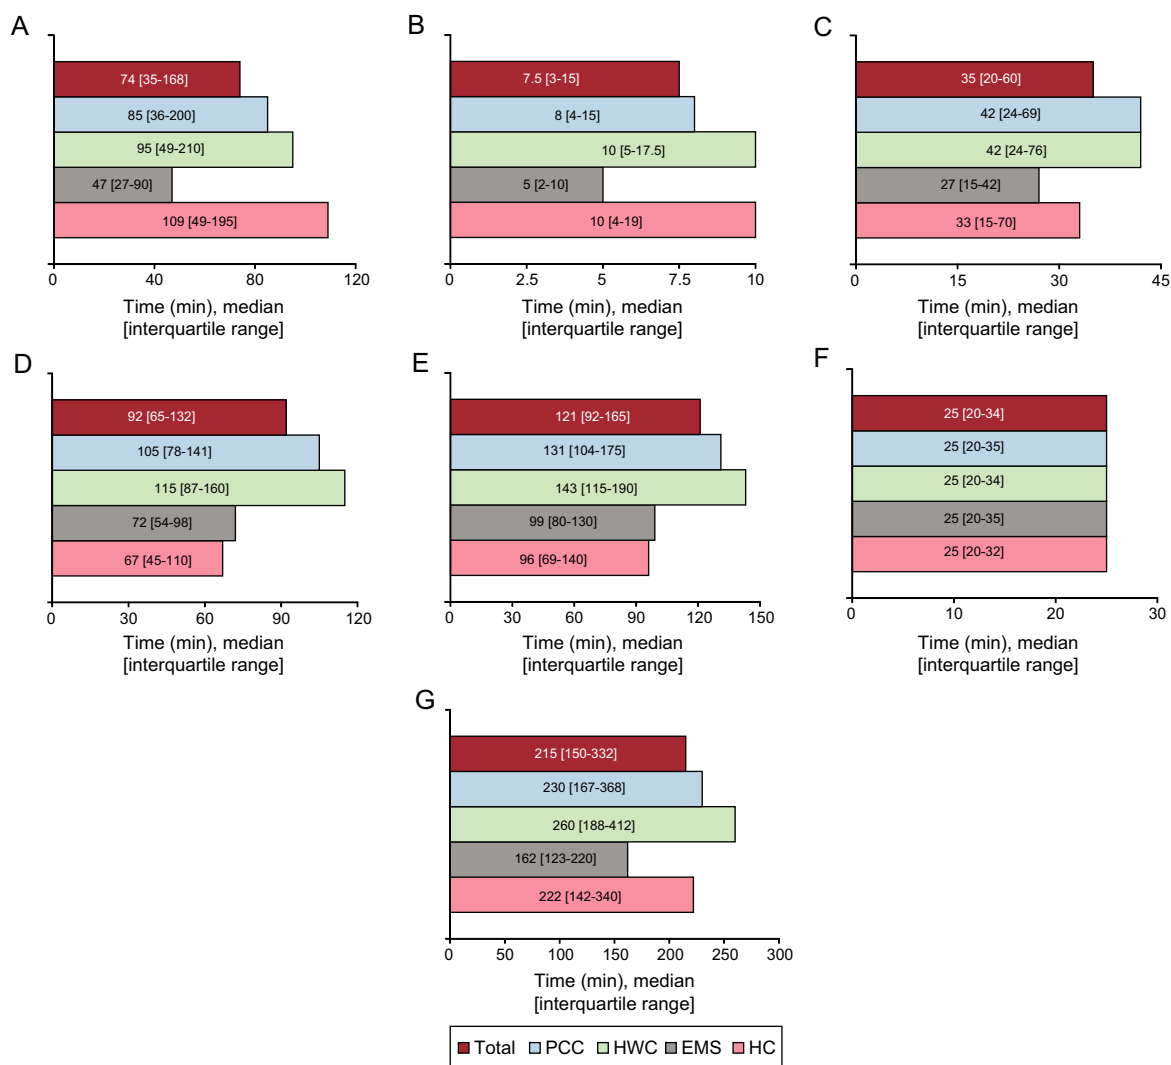 A
74 [35-168]
85 [36-200]
95 [49-210]
47 [27-90]
109 [49-195]
0 40 80 120
Time (min), median
[interquartile range]
B
7.5 [3-15]
8 [4-15]
10 [5-17.5]
5 [2-10]
10 [4-19]
0 2.5 5 7.5 10
Time (min), median
[interquartile range]
C
35 [20-60]
42 [24-69]
42 [24-76]
27 [15-42]
33 [15-70]
0 15 30 45
Time (min), median
[interquartile range]
D
92 [65-132]
105 [78-141]
115 [87-160]
72 [54-98]
67 [45-110]
0 30 60 90 120
Time (min), median
[interquartile range]
E
121 [92-165]
131 [104-175]
143 [115-190]
99 [80-130]
96 [69-140]
0 30 60 90 120 150
Time (min), median
[interquartile range]
F
25 [20-34]
25 [20-35]
25 [20-34]
25 [20-35]
25 [20-32]
0 10 20 30
Time (min), median
[interquartile range]
G
215 [150-332]
230 [167-368]
260 [188-412]
162 [123-220]
222 [142-340]
0 50 100 150 200 250 300
Time (min), median
[interquartile range]
Total PCC HWC EMS HC